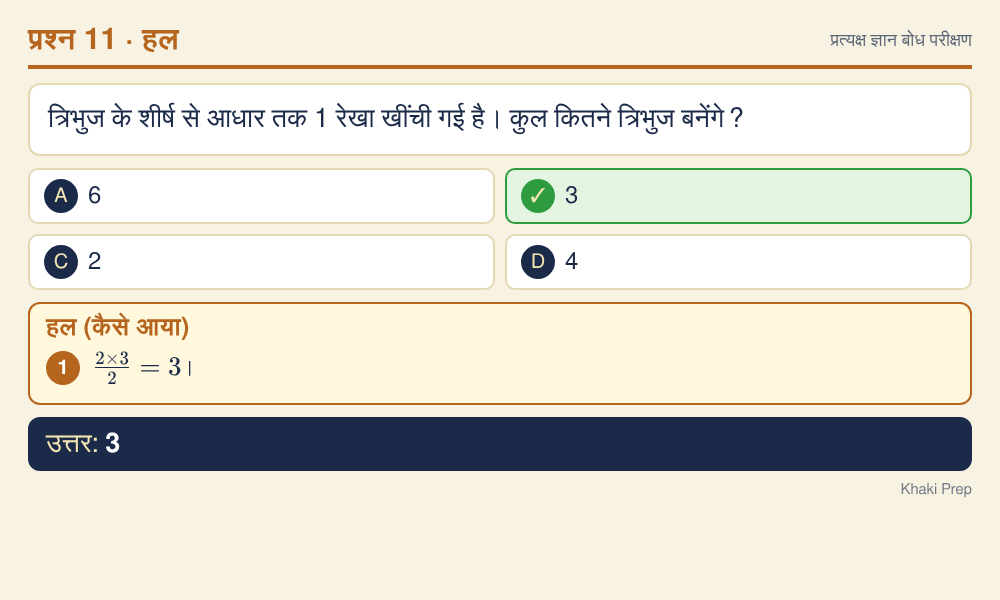 प्रश्न 11 · हल
प्रत्यक्ष ज्ञान बोध परीक्षण
त्रिभुज के शीर्ष से आधार तक 1 रेखा खींची गई है। कुल कितने त्रिभुज बनेंगे ?
A 6
✓ 3
C 2
D 4
हल (कैसे आया)
1 2×3/2 = 3।
उत्तर: 3
Khaki Prep